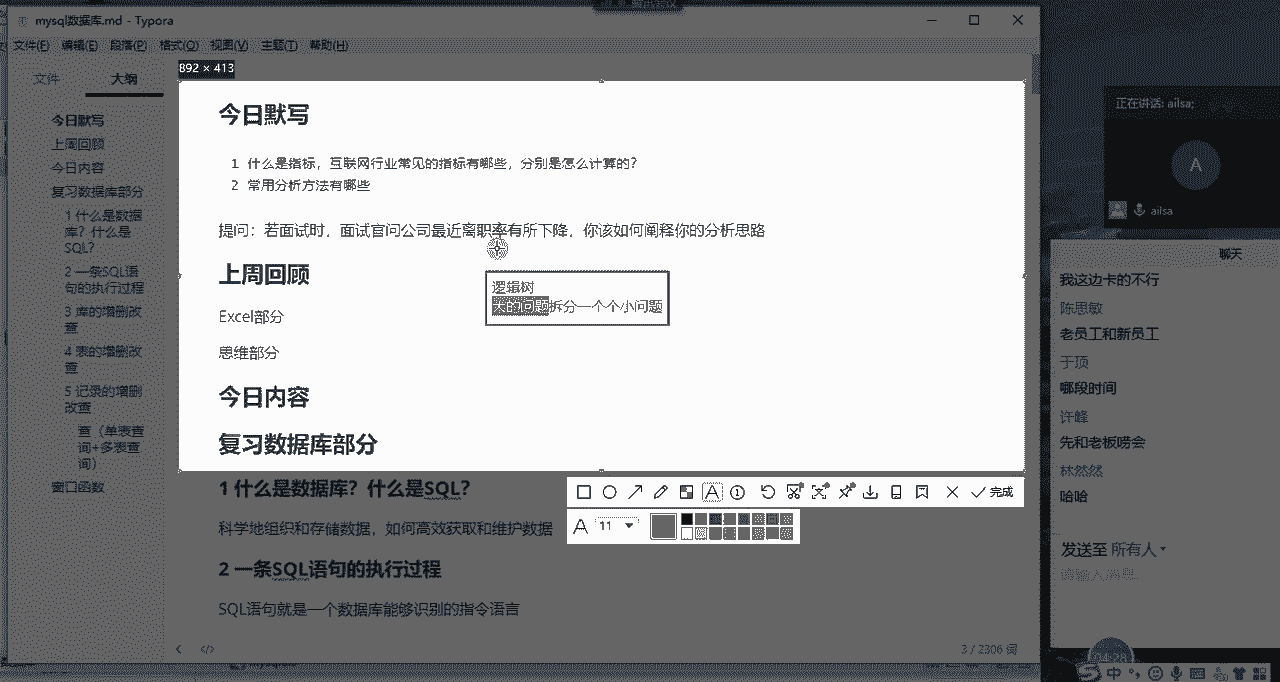 mysql数据库.md - Typora
文件(F) 编辑(E) 段落(P) 格式(O) 视图(V) 主题(T) 帮助(H)
文件 大纲
892 × 413
今日默写
上周回顾
今日内容
复习数据库部分
1 什么是数据
库？什么是
SQL？
2 一条SQL语
句的执行过程
3 库的增删改
查
4 表的增删改
查
5 记录的增删
改查
查（单表查
询+多表查
询）
窗口函数
今日默写
1 什么是指标，互联网行业常见的指标有哪些，分别是怎么计算的？
2 常用分析方法有哪些
提问：若面试时，面试官问公司最近离职率有所下降，你该如何阐释你的分析思路
上周回顾
逻辑树
大的问题拆分一个个小问题
Excel部分
思维部分
今日内容
复习数据库部分
1 什么是数据库？什么是SQL？
科学地组织和存储数据，如何高效获取和维护数据
2 一条SQL语句的执行过程
SQL语句就是一个数据库能够识别的指令语言
完成
A 11
3 / 2306 词
正在讲话: ailsa;
A
ailsa
聊天
我这边卡的不行
陈思敏
老员工和新员工
于顶
哪段时间
许峰
先和老板唠会
林然然
哈哈
发送至 所有人
请输入消息
04:28
中